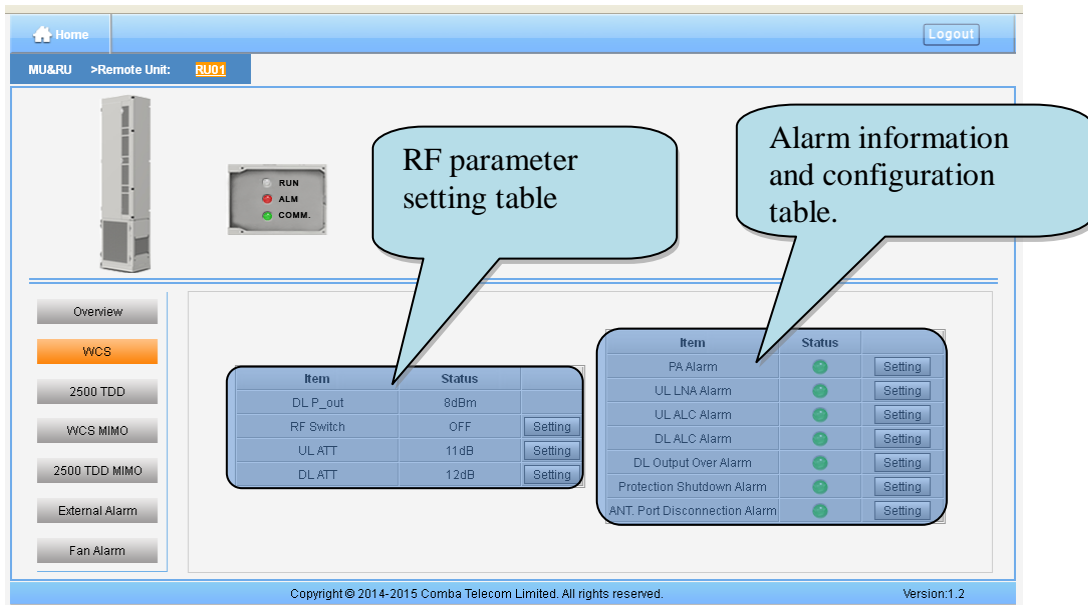 Home
Logout
MU&RU >Remote Unit: RU01
RUN
ALM
COMM.
RF parameter
setting table
Alarm information
and configuration
table.
Overview
WCS
2500 TDD
WCS MIMO
2500 TDD MIMO
External Alarm
Fan Alarm
Item Status
DL P_out 8dBm
RF Switch OFF Setting
UL ATT 11dB Setting
DL ATT 12dB Setting
Item Status
PA Alarm Setting
UL LNA Alarm Setting
UL ALC Alarm Setting
DL ALC Alarm Setting
DL Output Over Alarm Setting
Protection Shutdown Alarm Setting
ANT. Port Disconnection Alarm Setting
Copyright © 2014-2015 Comba Telecom Limited. All rights reserved. Version:1.2